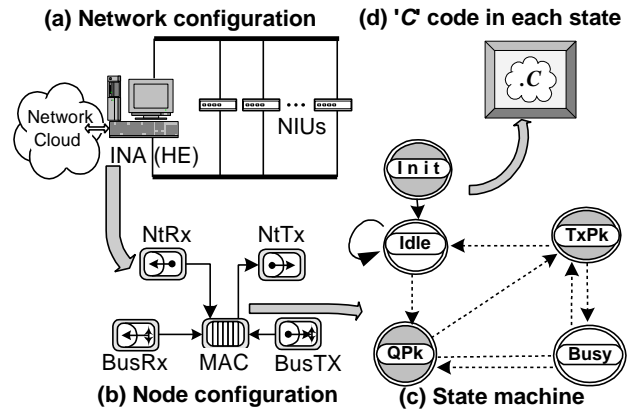 (a) Network configuration
(d) 'C' code in each state
Network
Cloud
INA (HE)
NIUs
.C
Init
Idle
TxPk
QPk
Busy
NtRx
NtTx
BusRx
MAC
BusTX
(b) Node configuration
(c) State machine